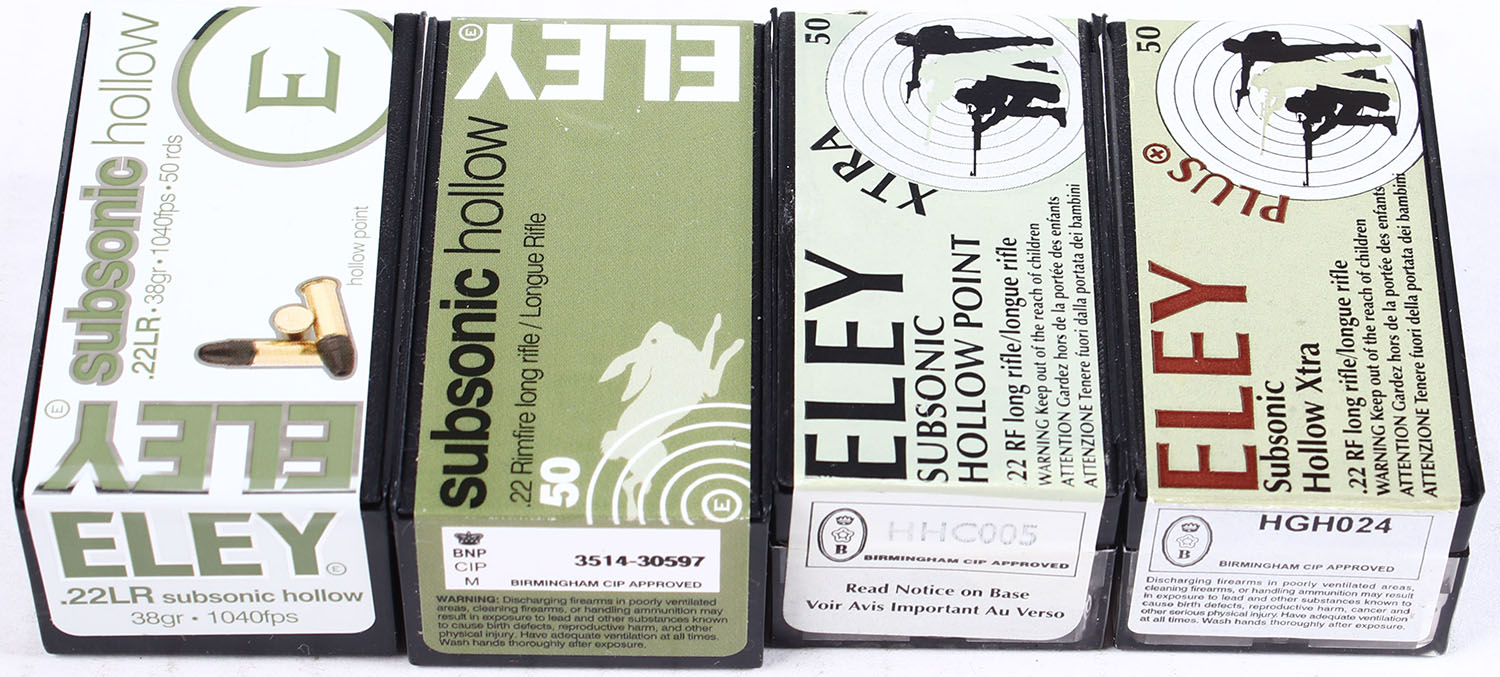 subsonic hollow
.22LR • 38gr • 1040fps • 50 rds
E
hollow point
ELEY E
ELEY E
.22LR subsonic hollow
38gr • 1040fps
ELEY E
subsonic hollow
.22 Rimfire long rifle / Longue Rifle
50
E
BNP
CIP
M
3514-30597
BIRMINGHAM CIP APPROVED
WARNING: Discharging firearms in poorly ventilated
areas, cleaning firearms, or handling ammunition may
result in exposure to lead and other substances known
to cause birth defects, reproductive harm, and other
physical injury. Have adequate ventilation at all times.
Wash hands thoroughly after exposure.
50
ELEY XTRA
SUBSONIC
HOLLOW POINT
.22 RF long rifle/longue rifle
WARNING Keep out of the reach of children
ATTENTION Gardez hors de la portée des enfants
ATTENZIONE Tenere fuori dalla portata dei bambini
B
HHC005
BIRMINGHAM CIP APPROVED
Read Notice on Base
Voir Avis Important Au Verso
50
ELEY PLUS+
Subsonic
Hollow Xtra
.22 RF long rifle/longue rifle
WARNING Keep out of the reach of children
ATTENTION Gardez hors de la portée des enfants
ATTENZIONE Tenere fuori della portata dei bambini
B
HGH024
BIRMINGHAM CIP APPROVED
Discharging firearms in poorly ventilated areas,
cleaning firearms, or handling ammunition may result
in exposure to lead and other substances known to
cause birth defects, reproductive harm, cancer and
other serious physical injury. Have adequate ventilation
at all times. Wash hands thoroughly after exposure.